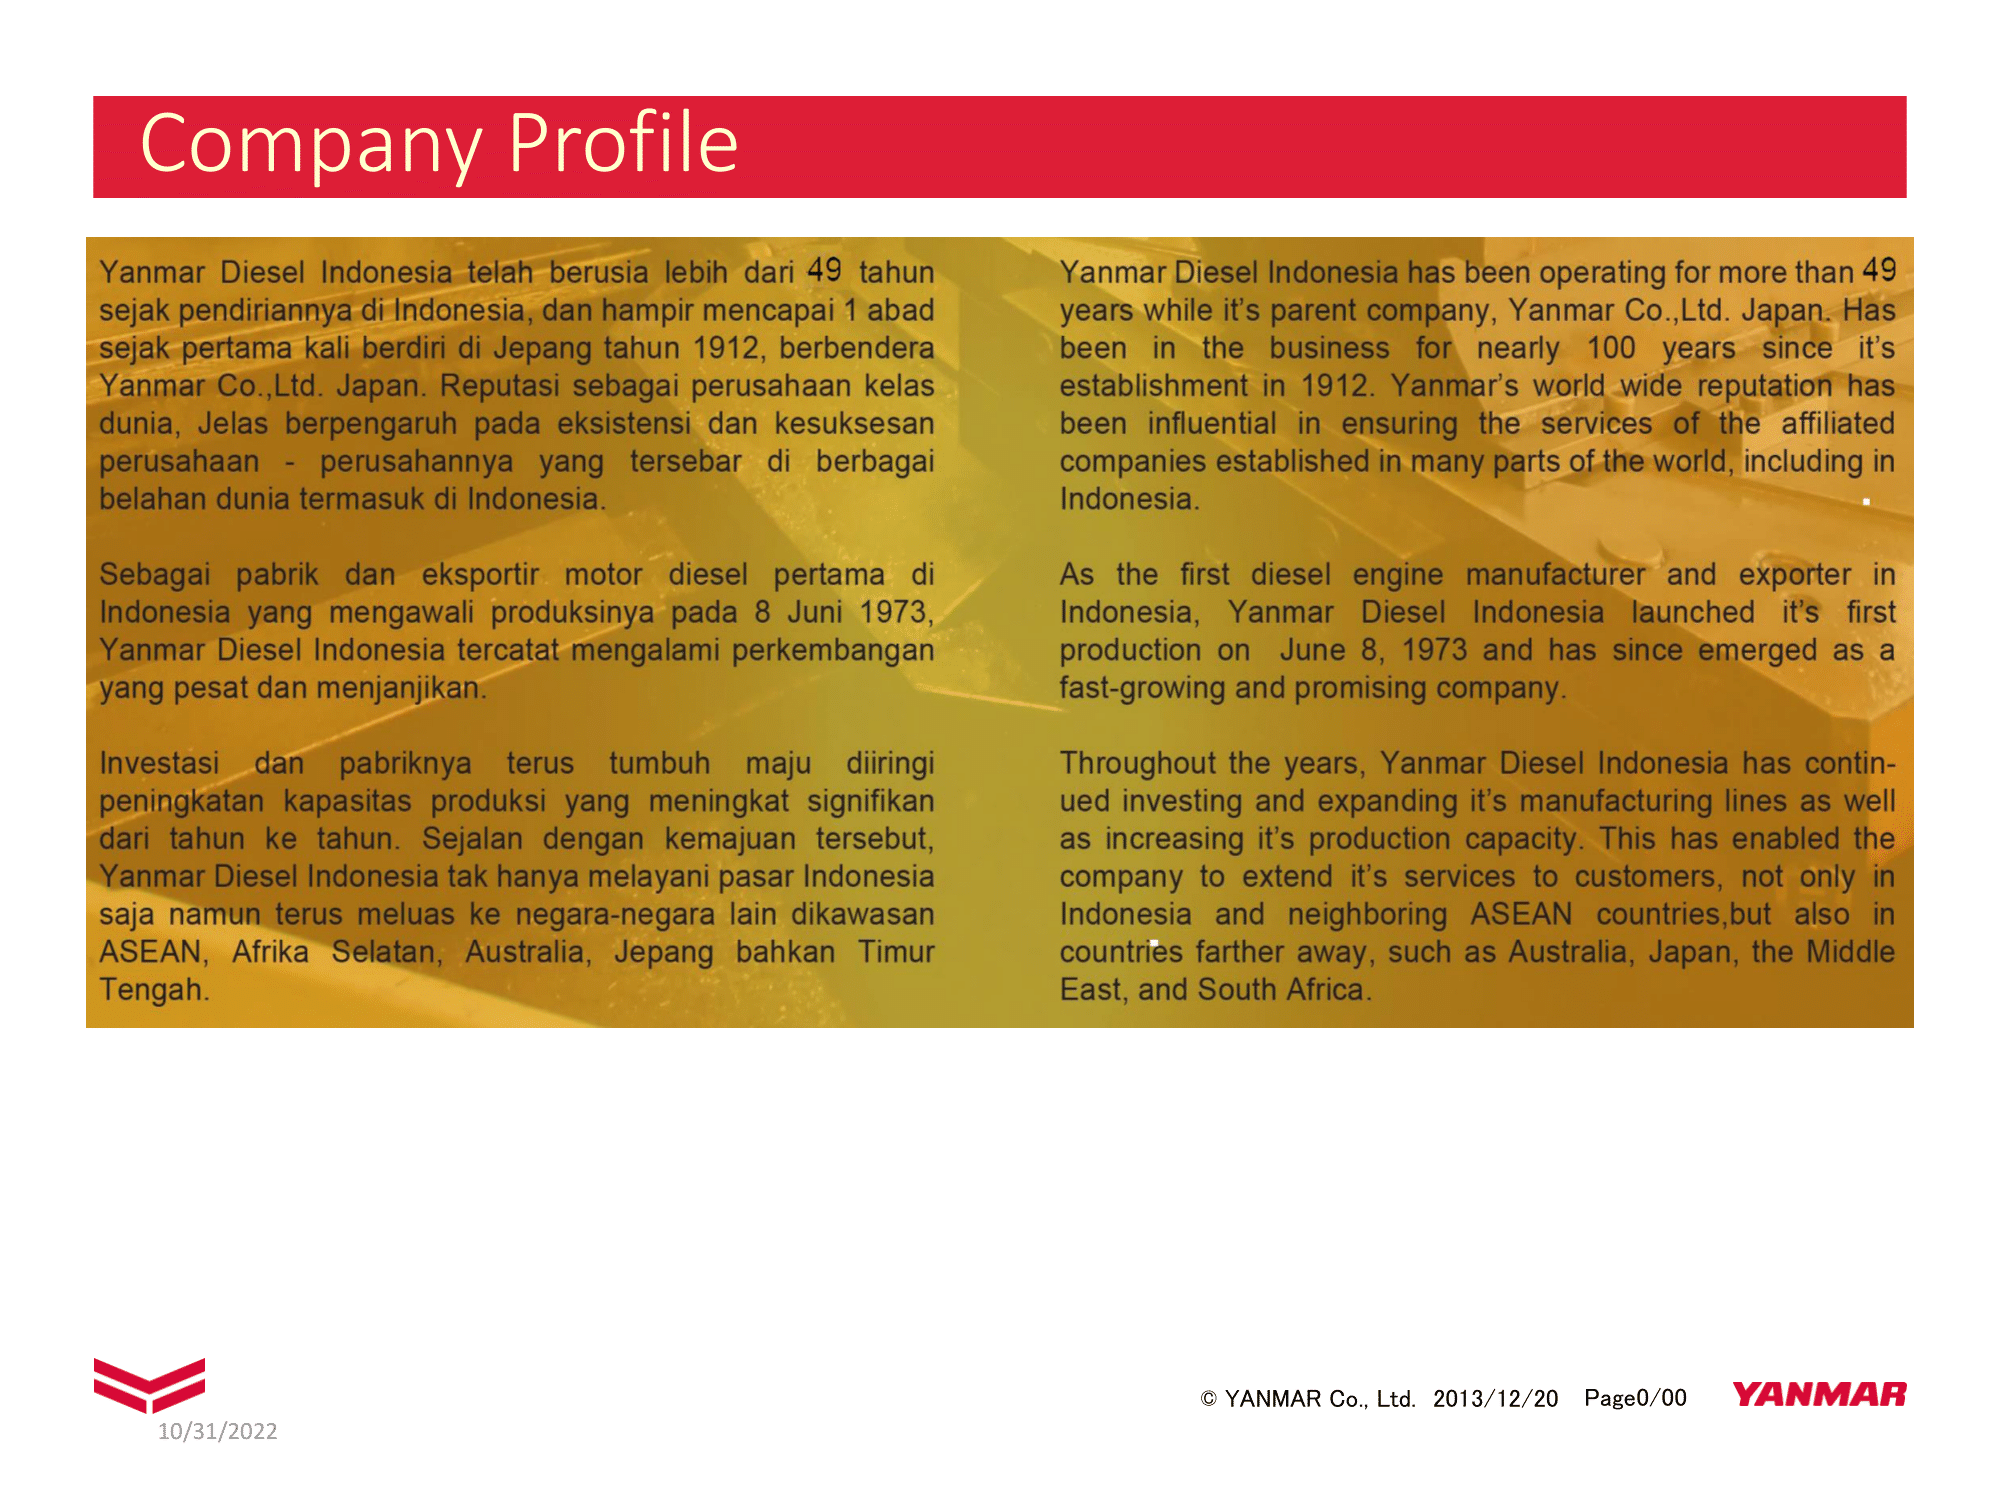 Company Profile
Yanmar Diesel Indonesia telah berusia lebih dari 49 tahun
sejak pendiriannya di Indonesia, dan hampir mencapai 1 abad
sejak pertama kali berdiri di Jepang tahun 1912, berbendera
Yanmar Co.,Ltd. Japan. Reputasi sebagai perusahaan kelas
dunia, Jelas berpengaruh pada eksistensi dan kesuksesan
perusahaan - perusahannya yang tersebar di berbagai
belahan dunia termasuk di Indonesia.
Sebagai pabrik dan eksportir motor diesel pertama di
Indonesia yang mengawali produksinya pada 8 Juni 1973,
Yanmar Diesel Indonesia tercatat mengalami perkembangan
yang pesat dan menjanjikan.
Investasi dan pabriknya terus tumbuh maju diiringi
peningkatan kapasitas produksi yang meningkat signifikan
dari tahun ke tahun. Sejalan dengan kemajuan tersebut,
Yanmar Diesel Indonesia tak hanya melayani pasar Indonesia
saja namun terus meluas ke negara-negara lain dikawasan
ASEAN, Afrika Selatan, Australia, Jepang bahkan Timur
Tengah.
Yanmar Diesel Indonesia has been operating for more than 49
years while it's parent company, Yanmar Co.,Ltd. Japan. Has
been in the business for nearly 100 years since it's
establishment in 1912. Yanmar's world wide reputation has
been influential in ensuring the services of the affiliated
companies established in many parts of the world, including in
Indonesia.
As the first diesel engine manufacturer and exporter in
Indonesia, Yanmar Diesel Indonesia launched it's first
production on June 8, 1973 and has since emerged as a
fast-growing and promising company.
Throughout the years, Yanmar Diesel Indonesia has contin-
ued investing and expanding it's manufacturing lines as well
as increasing it's production capacity. This has enabled the
company to extend it's services to customers, not only in
Indonesia and neighboring ASEAN countries,but also in
countries farther away, such as Australia, Japan, the Middle
East, and South Africa.
10/31/2022
© YANMAR Co., Ltd. 2013/12/20 Page0/00
YANMAR